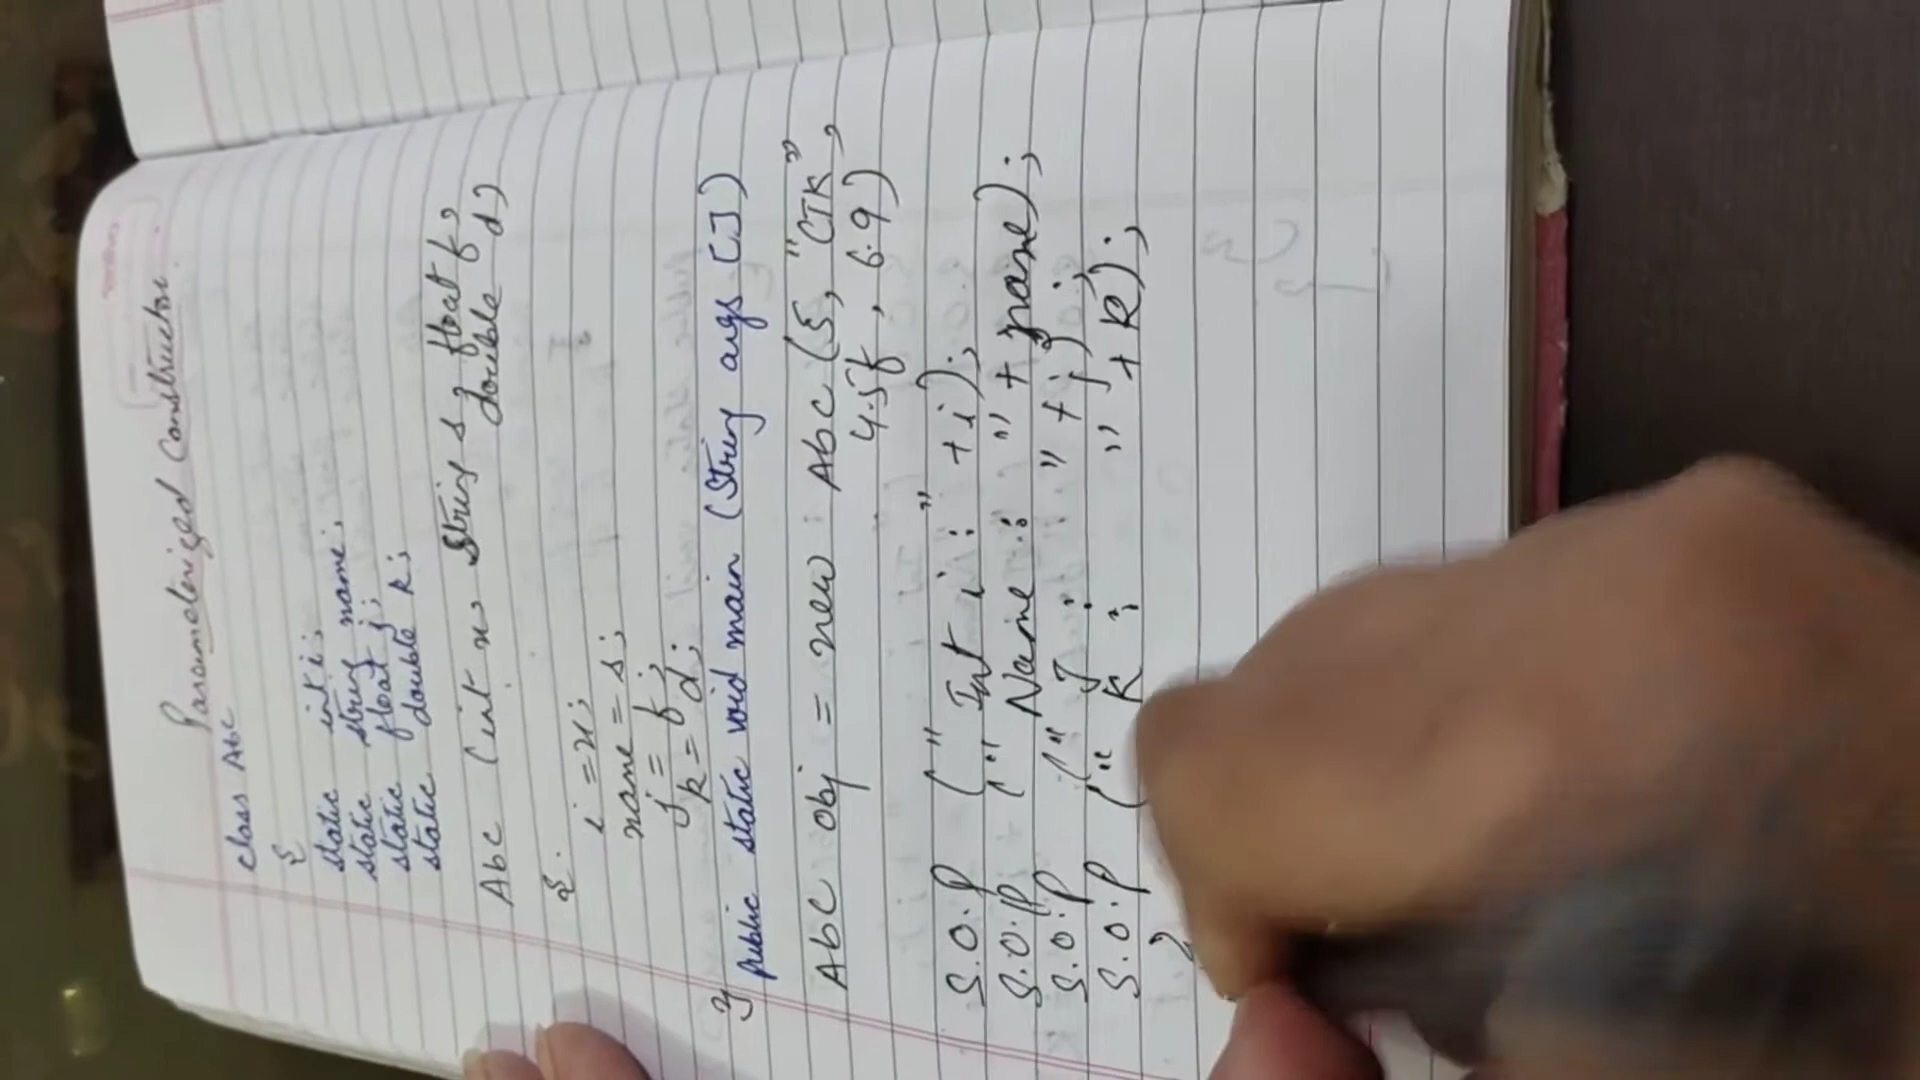 Parameterized Constructor.
class Abc
{
static int i;
static string name;
static float j;
static double k;
Abc (int x, String s, float f,
double d)
{
i = x;
name = s;
j = f;
k = d;
}
public static void main (String args [])
Abc obj = new Abc (5, "CTK",
4.5f, 6.9)
S.O.P (" Int i : " + i);
S.O.P (" Name : " + name);
S.O.P (" J : " + j);
S.O.P (" K : " + k);
}